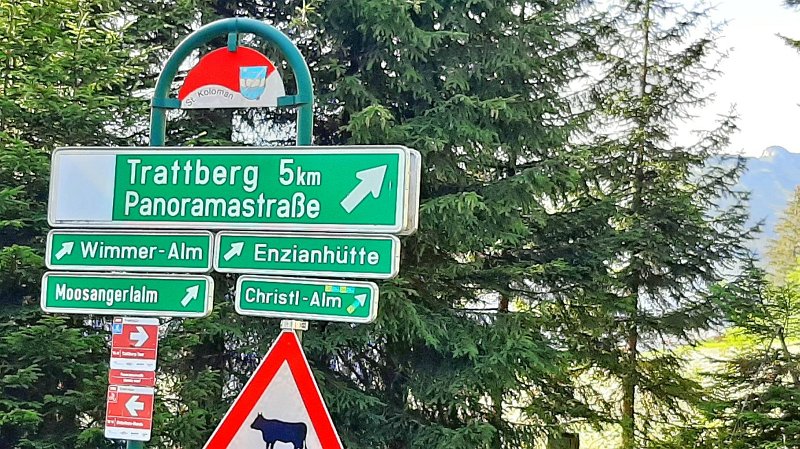 St. Koloman
Trattberg 5km
Panoramastraße
Wimmer-Alm
Enzianhütte
Moosangerlalm
Christl-Alm